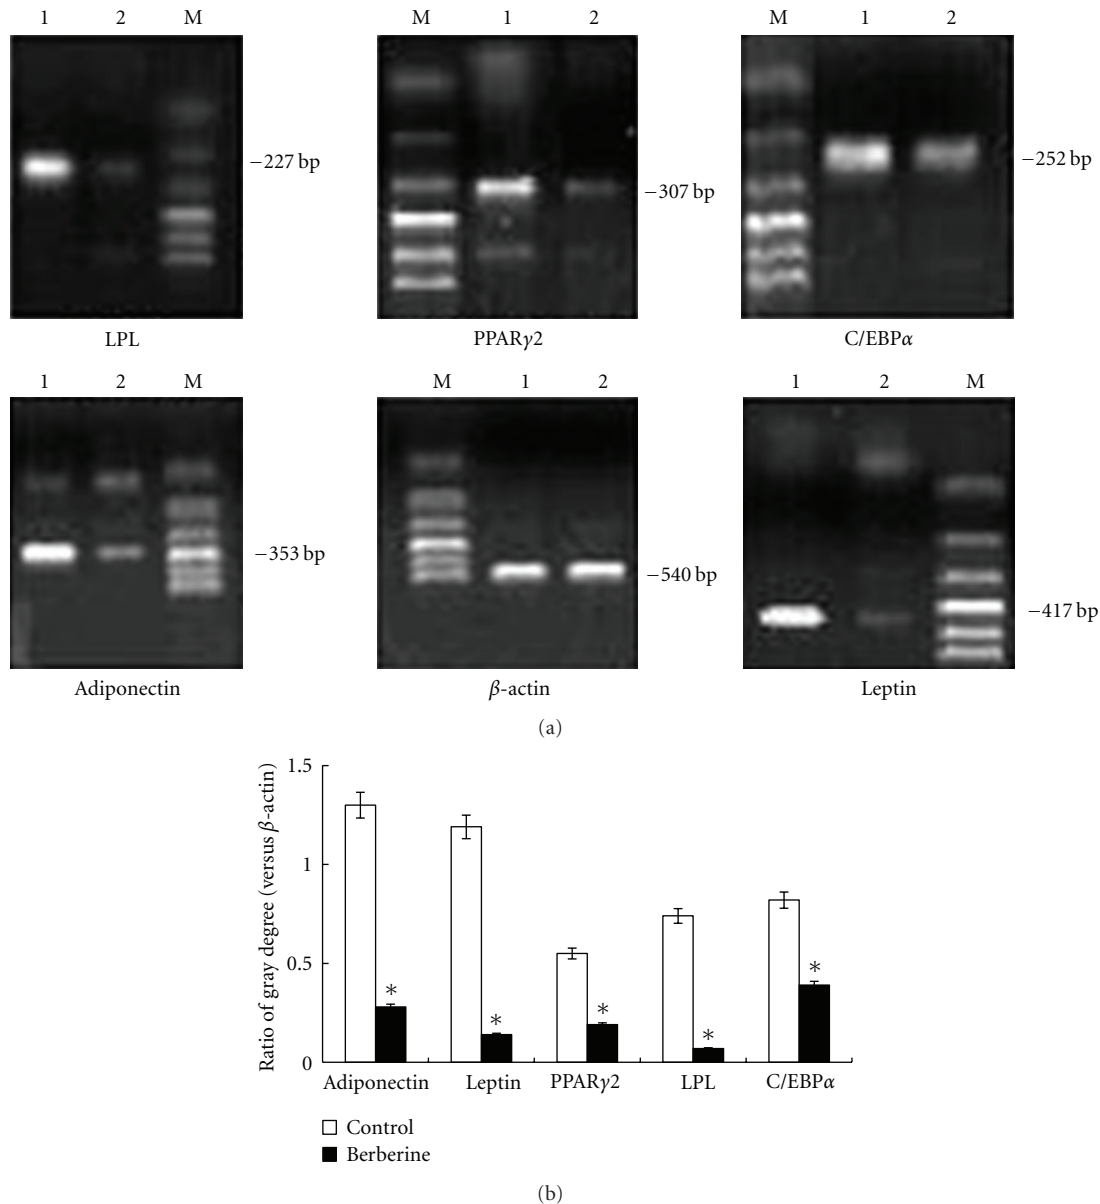 1 2 M
M 1 2
M 1 2
−227 bp
−307 bp
−252 bp
LPL
PPARγ2
C/EBPα
1 2 M
M 1 2
1 2 M
−353 bp
−540 bp
−417 bp
Adiponectin
β-actin
Leptin
(a)
Ratio of gray degree (versus β-actin)
1.5
1
0.5
0
∗
∗
∗
∗
∗
Adiponectin
Leptin
PPARγ2
LPL
C/EBPα
Control
Berberine
(b)